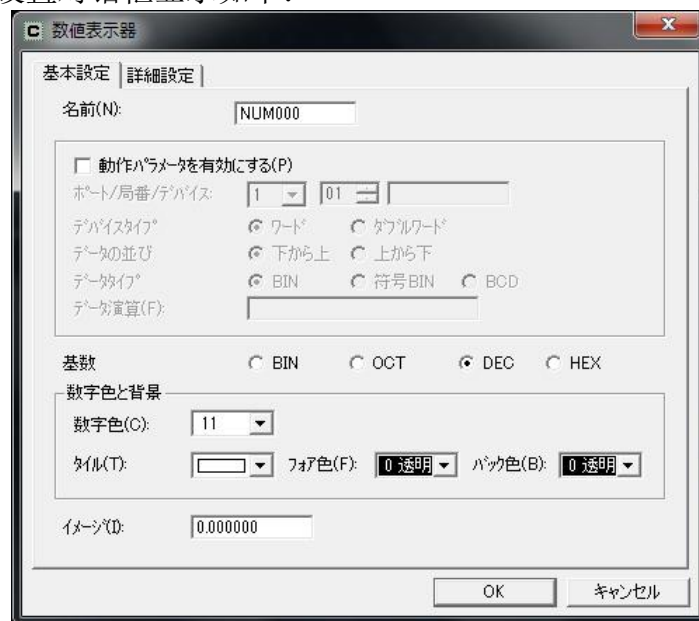 C 数値表示器
基本設定 詳細設定
名前(N): NUM000
動作パラメータを有効にする(P)
ポート/局番/デバイス: 1 01
デバイスタイプ ワード ダブルワード
データの並び 下から上 上から下
データタイプ BIN 符号BIN BCD
データ演算(F):
基数 BIN OCT DEC HEX
数字色と背景
数字色(C): 11
タイル(T): フォア色(F): 0 透明 バック色(B): 0 透明
イメージ(I): 0.000000
OK キャンセル